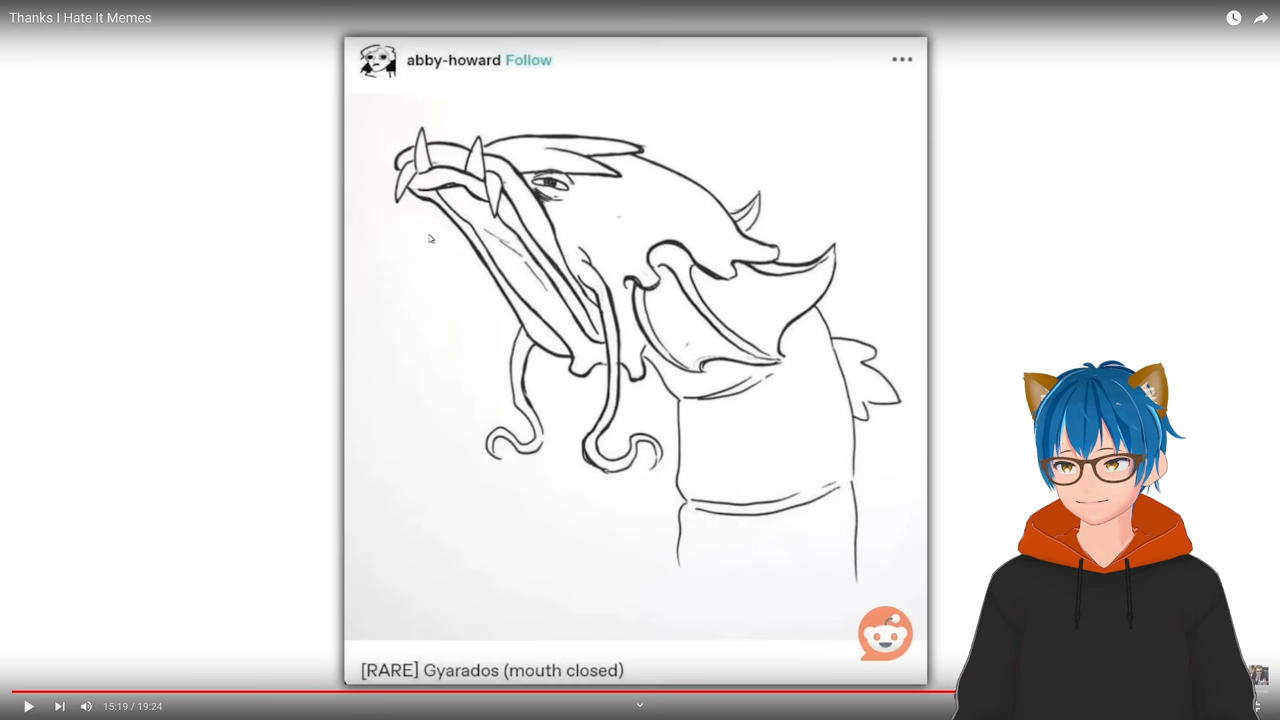 Thanks I Hate It Memes
abby-howard Follow
[RARE] Gyarados (mouth closed)
15:19 / 19:24